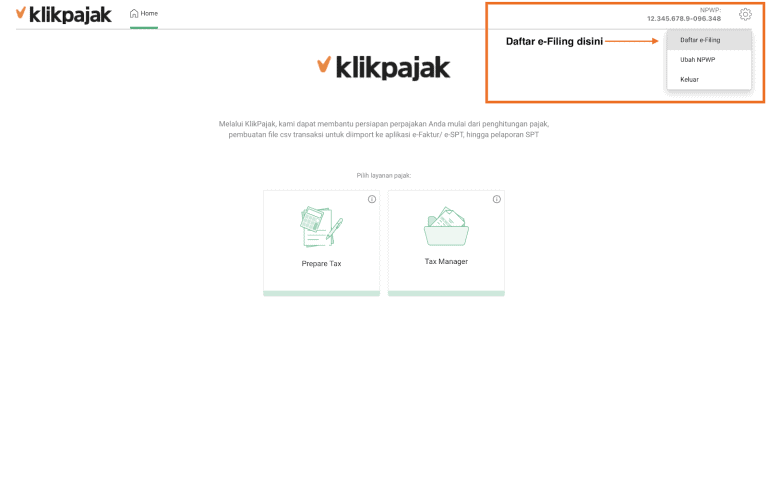 klikpajak
Home
NPWP:
12.345.678.9-096.348
Daftar e-Filing disini
Daftar e-Filing
Ubah NPWP
Keluar
klikpajak
Melalui KlikPajak, kami dapat membantu persiapan perpajakan Anda mulai dari penghitungan pajak,
pembuatan file csv transaksi untuk diimport ke aplikasi e-Faktur/ e-SPT, hingga pelaporan SPT
Pilih layanan pajak:
Prepare Tax
Tax Manager